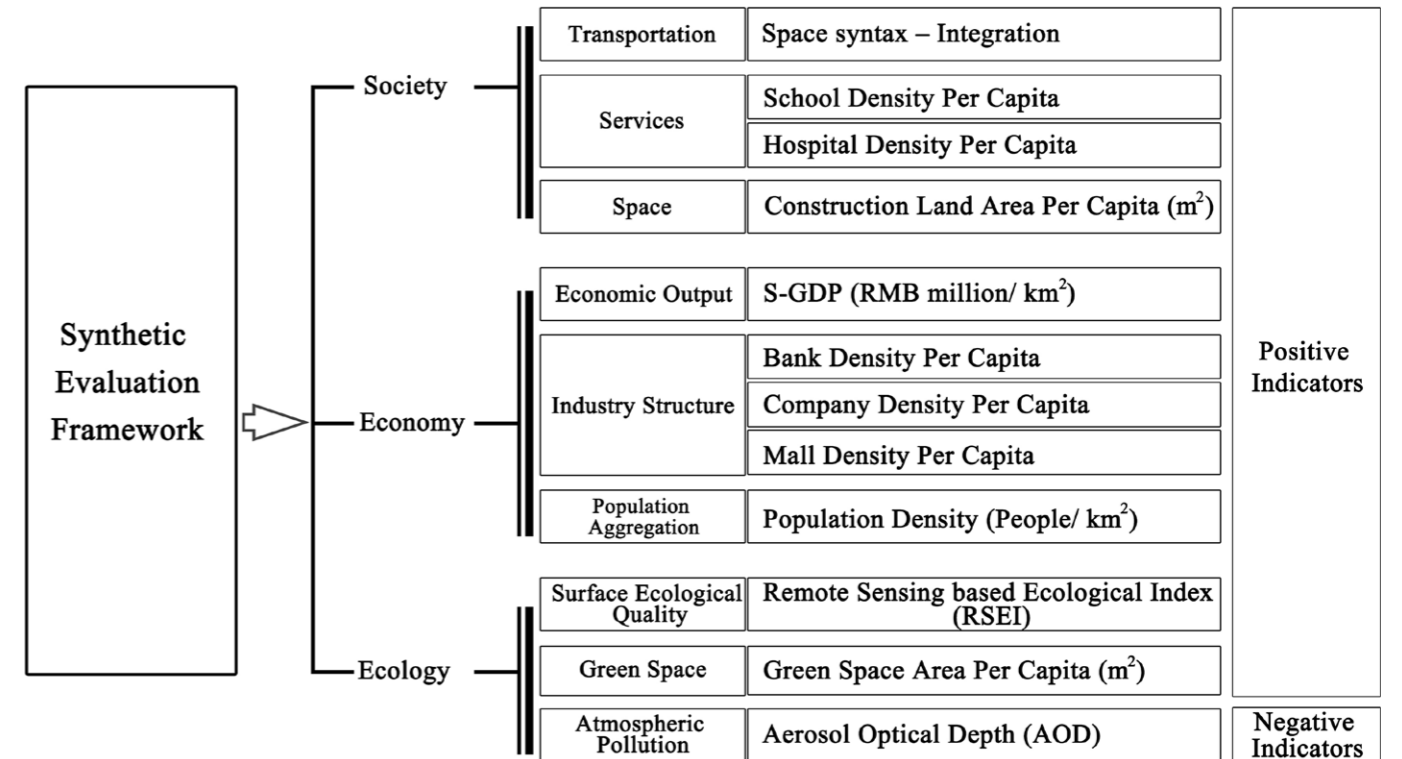 Synthetic
Evaluation
Framework
Society
Transportation
Space syntax – Integration
Services
School Density Per Capita
Hospital Density Per Capita
Space
Construction Land Area Per Capita (m²)
Economy
Economic Output
S-GDP (RMB million/ km²)
Industry Structure
Bank Density Per Capita
Company Density Per Capita
Mall Density Per Capita
Population
Aggregation
Population Density (People/ km²)
Ecology
Surface Ecological
Quality
Remote Sensing based Ecological Index
(RSEI)
Green Space
Green Space Area Per Capita (m²)
Atmospheric
Pollution
Aerosol Optical Depth (AOD)
Positive
Indicators
Negative
Indicators